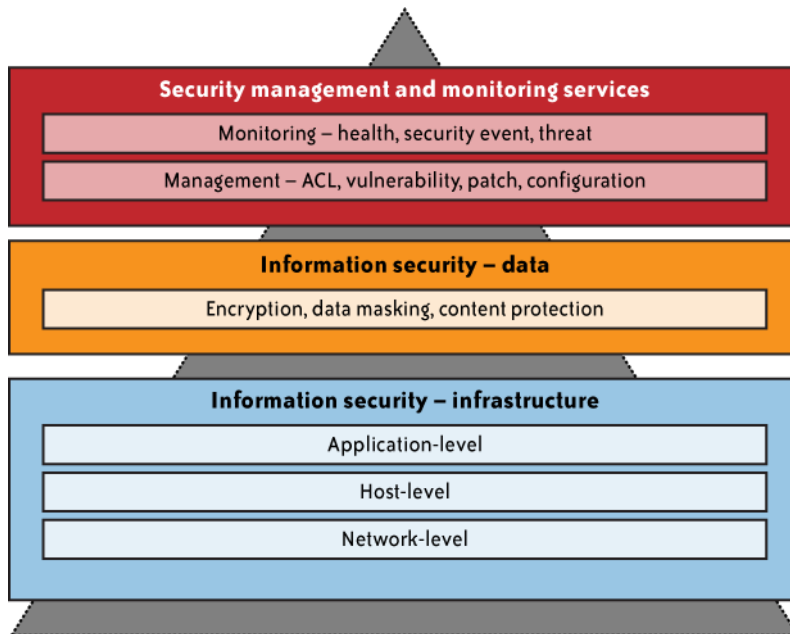 Security management and monitoring services
Monitoring – health, security event, threat
Management – ACL, vulnerability, patch, configuration
Information security – data
Encryption, data masking, content protection
Information security – infrastructure
Application-level
Host-level
Network-level